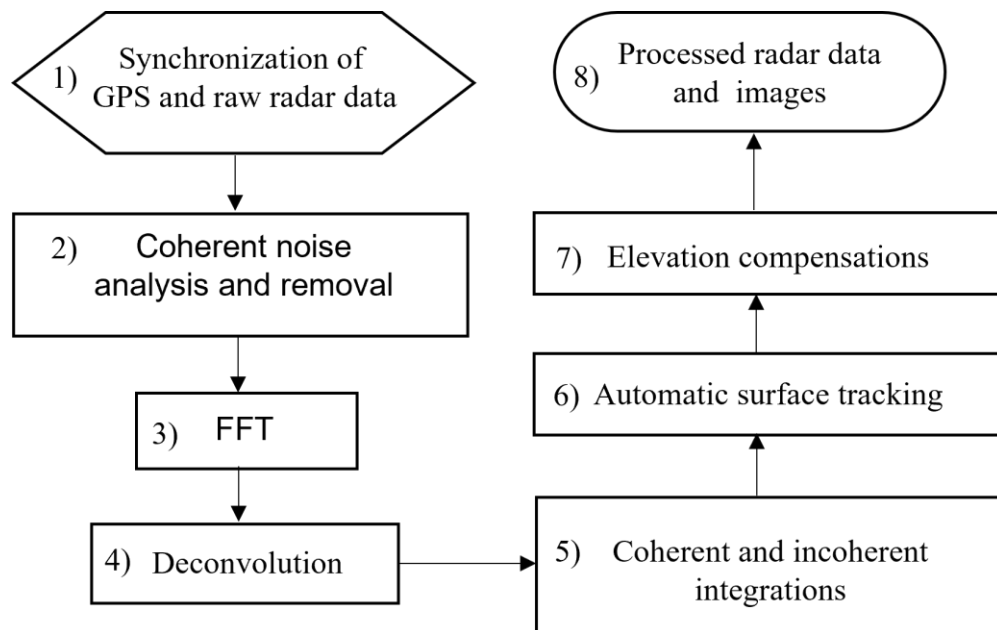 1) Synchronization of
GPS and raw radar data
2) Coherent noise
analysis and removal
3) FFT
4) Deconvolution
5) Coherent and incoherent
integrations
6) Automatic surface tracking
7) Elevation compensations
8) Processed radar data
and images